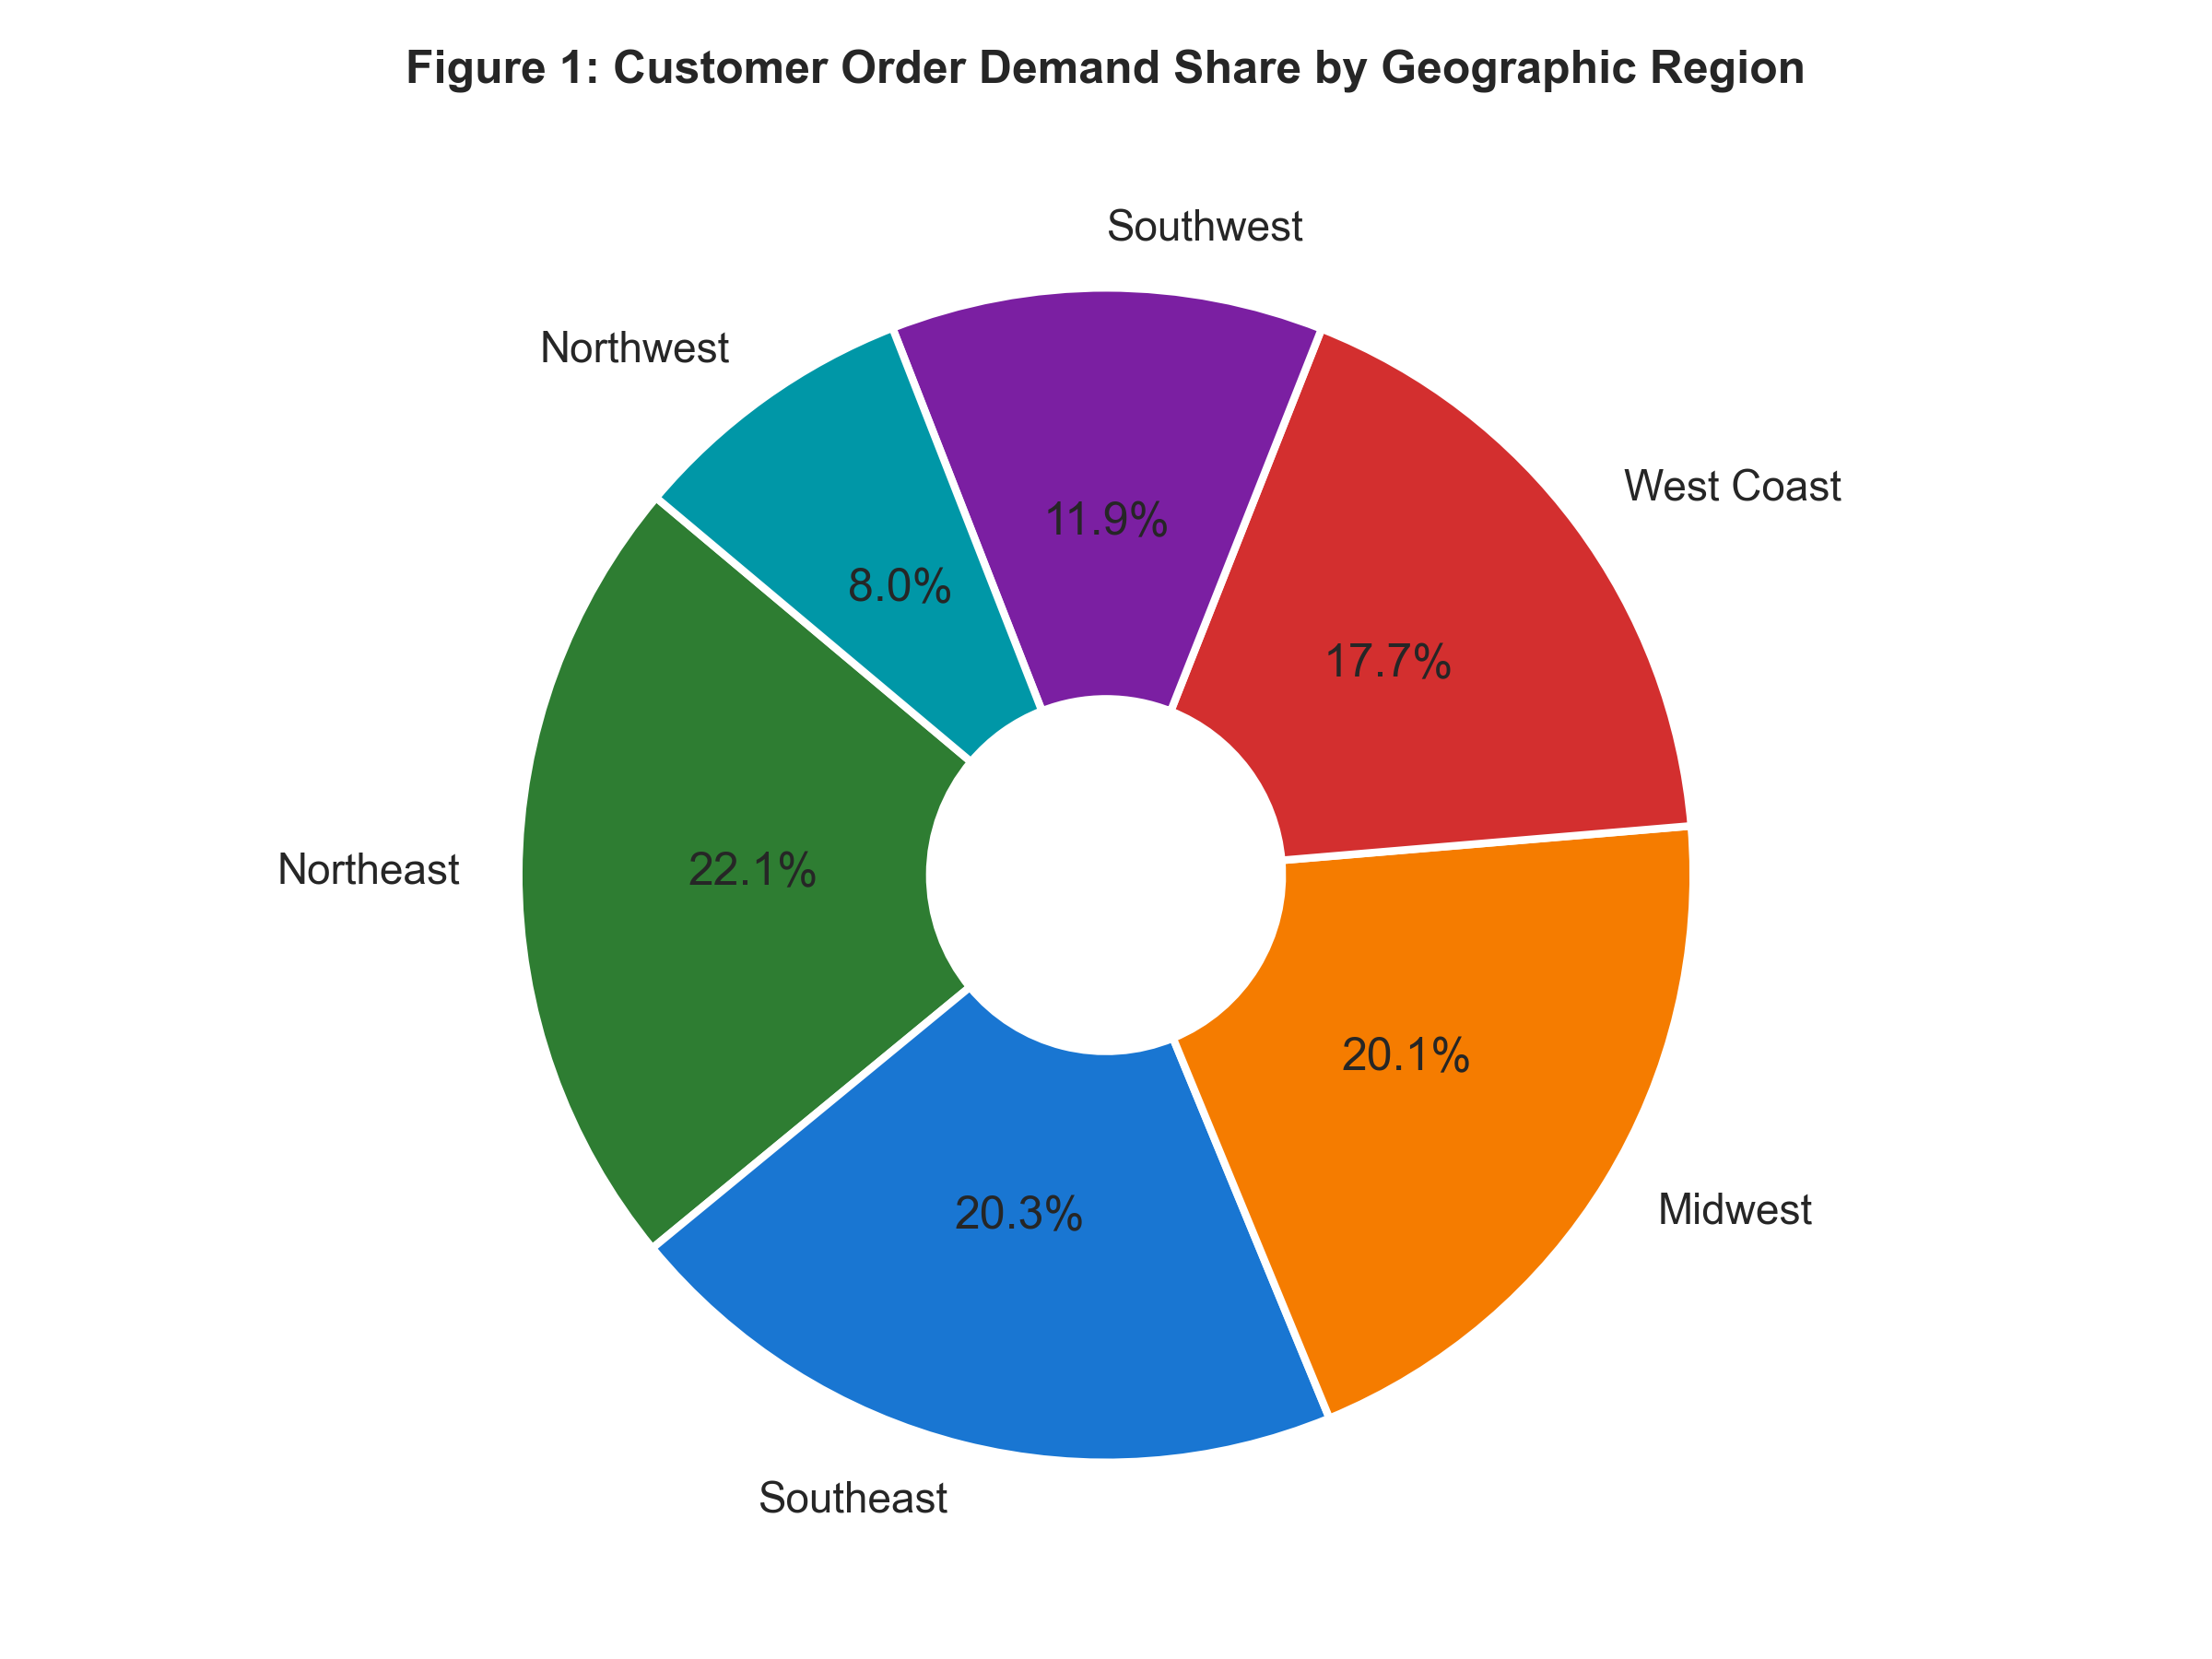 Figure 1: Customer Order Demand Share by Geographic Region
Southwest
Northwest
West Coast
11.9%
8.0%
17.7%
Northeast
22.1%
20.1%
Midwest
20.3%
Southeast